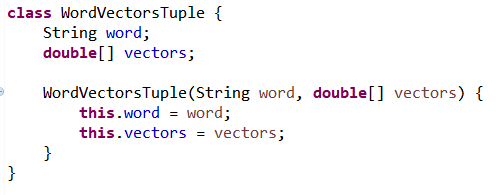 class WordVectorsTuple {
    String word;
    double[] vectors;

    WordVectorsTuple(String word, double[] vectors) {
        this.word = word;
        this.vectors = vectors;
    }
}